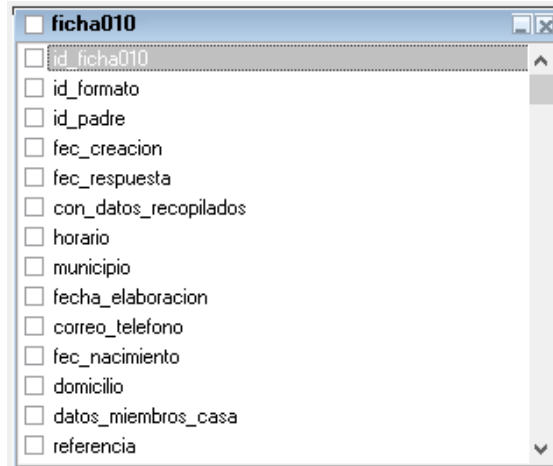 ficha010
id_ficha010
id_formato
id_padre
fec_creacion
fec_respuesta
con_datos_recopilados
horario
municipio
fecha_elaboracion
correo_telefono
fec_nacimiento
domicilio
datos_miembros_casa
referencia